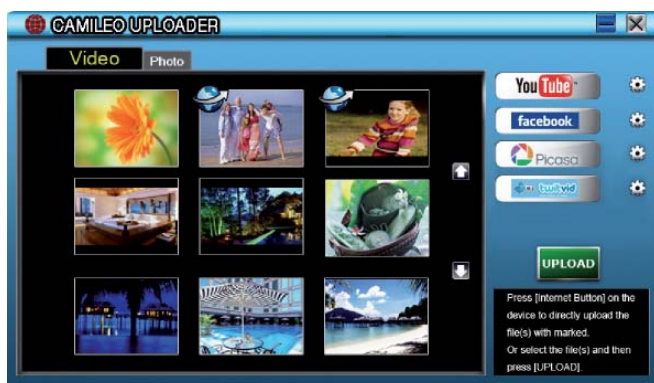 CAMILEO UPLOADER
Video Photo
YouTube
facebook
Picasa
twitvid
UPLOAD
Press [Internet Button] on the
device to directly upload the
file(s) with marked.
Or select the file(s) and then
press [UPLOAD].